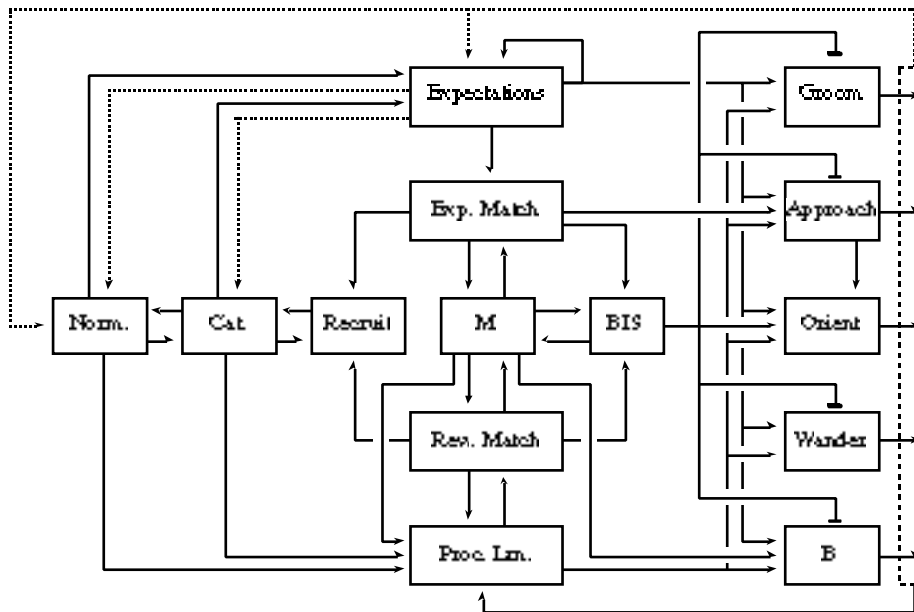 Expectations
Groom
Exp. Match
Approach
Norm.
Cat.
Recruit
M
BIS
Orient
Rew. Match
Wander
Proc. Lrn.
B